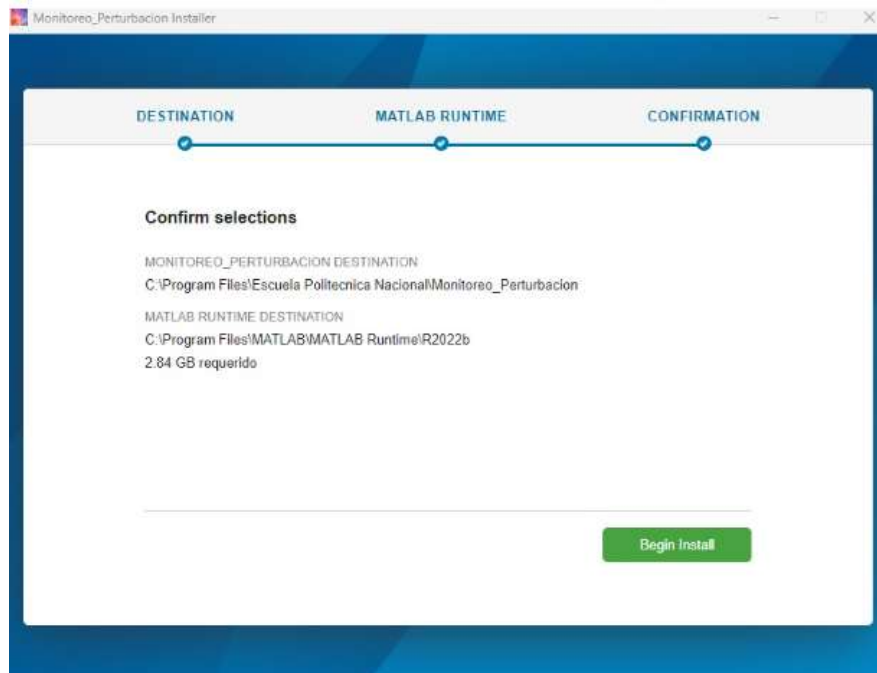 Monitoreo_Perturbacion Installer
DESTINATION MATLAB RUNTIME CONFIRMATION
Confirm selections
MONITOREO_PERTURBACION DESTINATION
C:\Program Files\Escuela Politecnica Nacional\Monitoreo_Perturbacion
MATLAB RUNTIME DESTINATION
C:\Program Files\MATLAB\MATLAB Runtime\R2022b
2.84 GB requerido
Begin Install